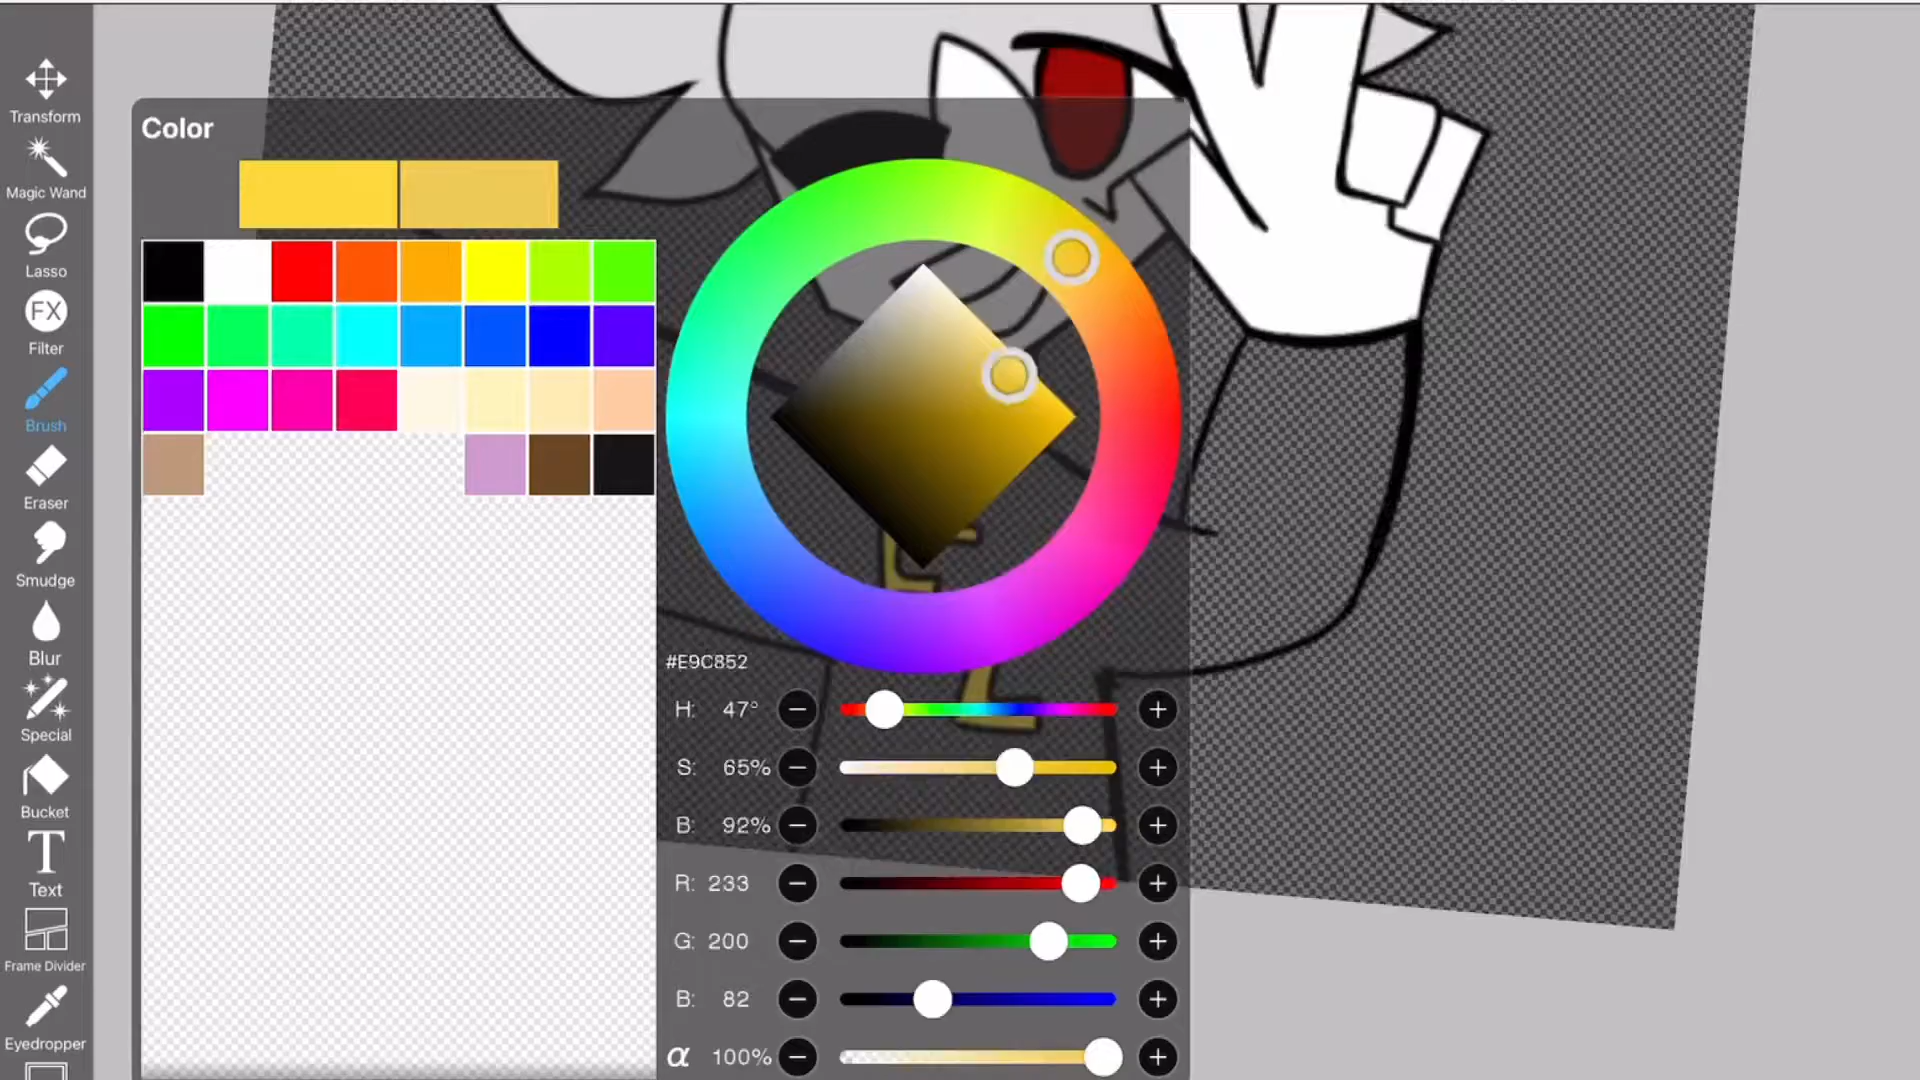 Transform
Magic Wand
Lasso
FX
Filter
Brush
Eraser
Smudge
Blur
Special
Bucket
T
Text
Frame Divider
Eyedropper
Color
#E9C852
H: 47°
S: 65%
B: 92%
R: 233
G: 200
B: 82
α 100%